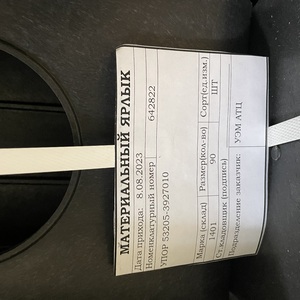 МАТЕРИАЛЬНЫЙ ЯРЛЫК
Дата прихода: 8.08.2023
Номенклатурный номер 642822
УПОР 53205-3927010
Марка (склад) Размер(кол-во) Сорт(ед.изм.)
1401 90 ШТ
Ст.кладовщик (подпись)
Подразделение заказчик: УЭМ АТЦ